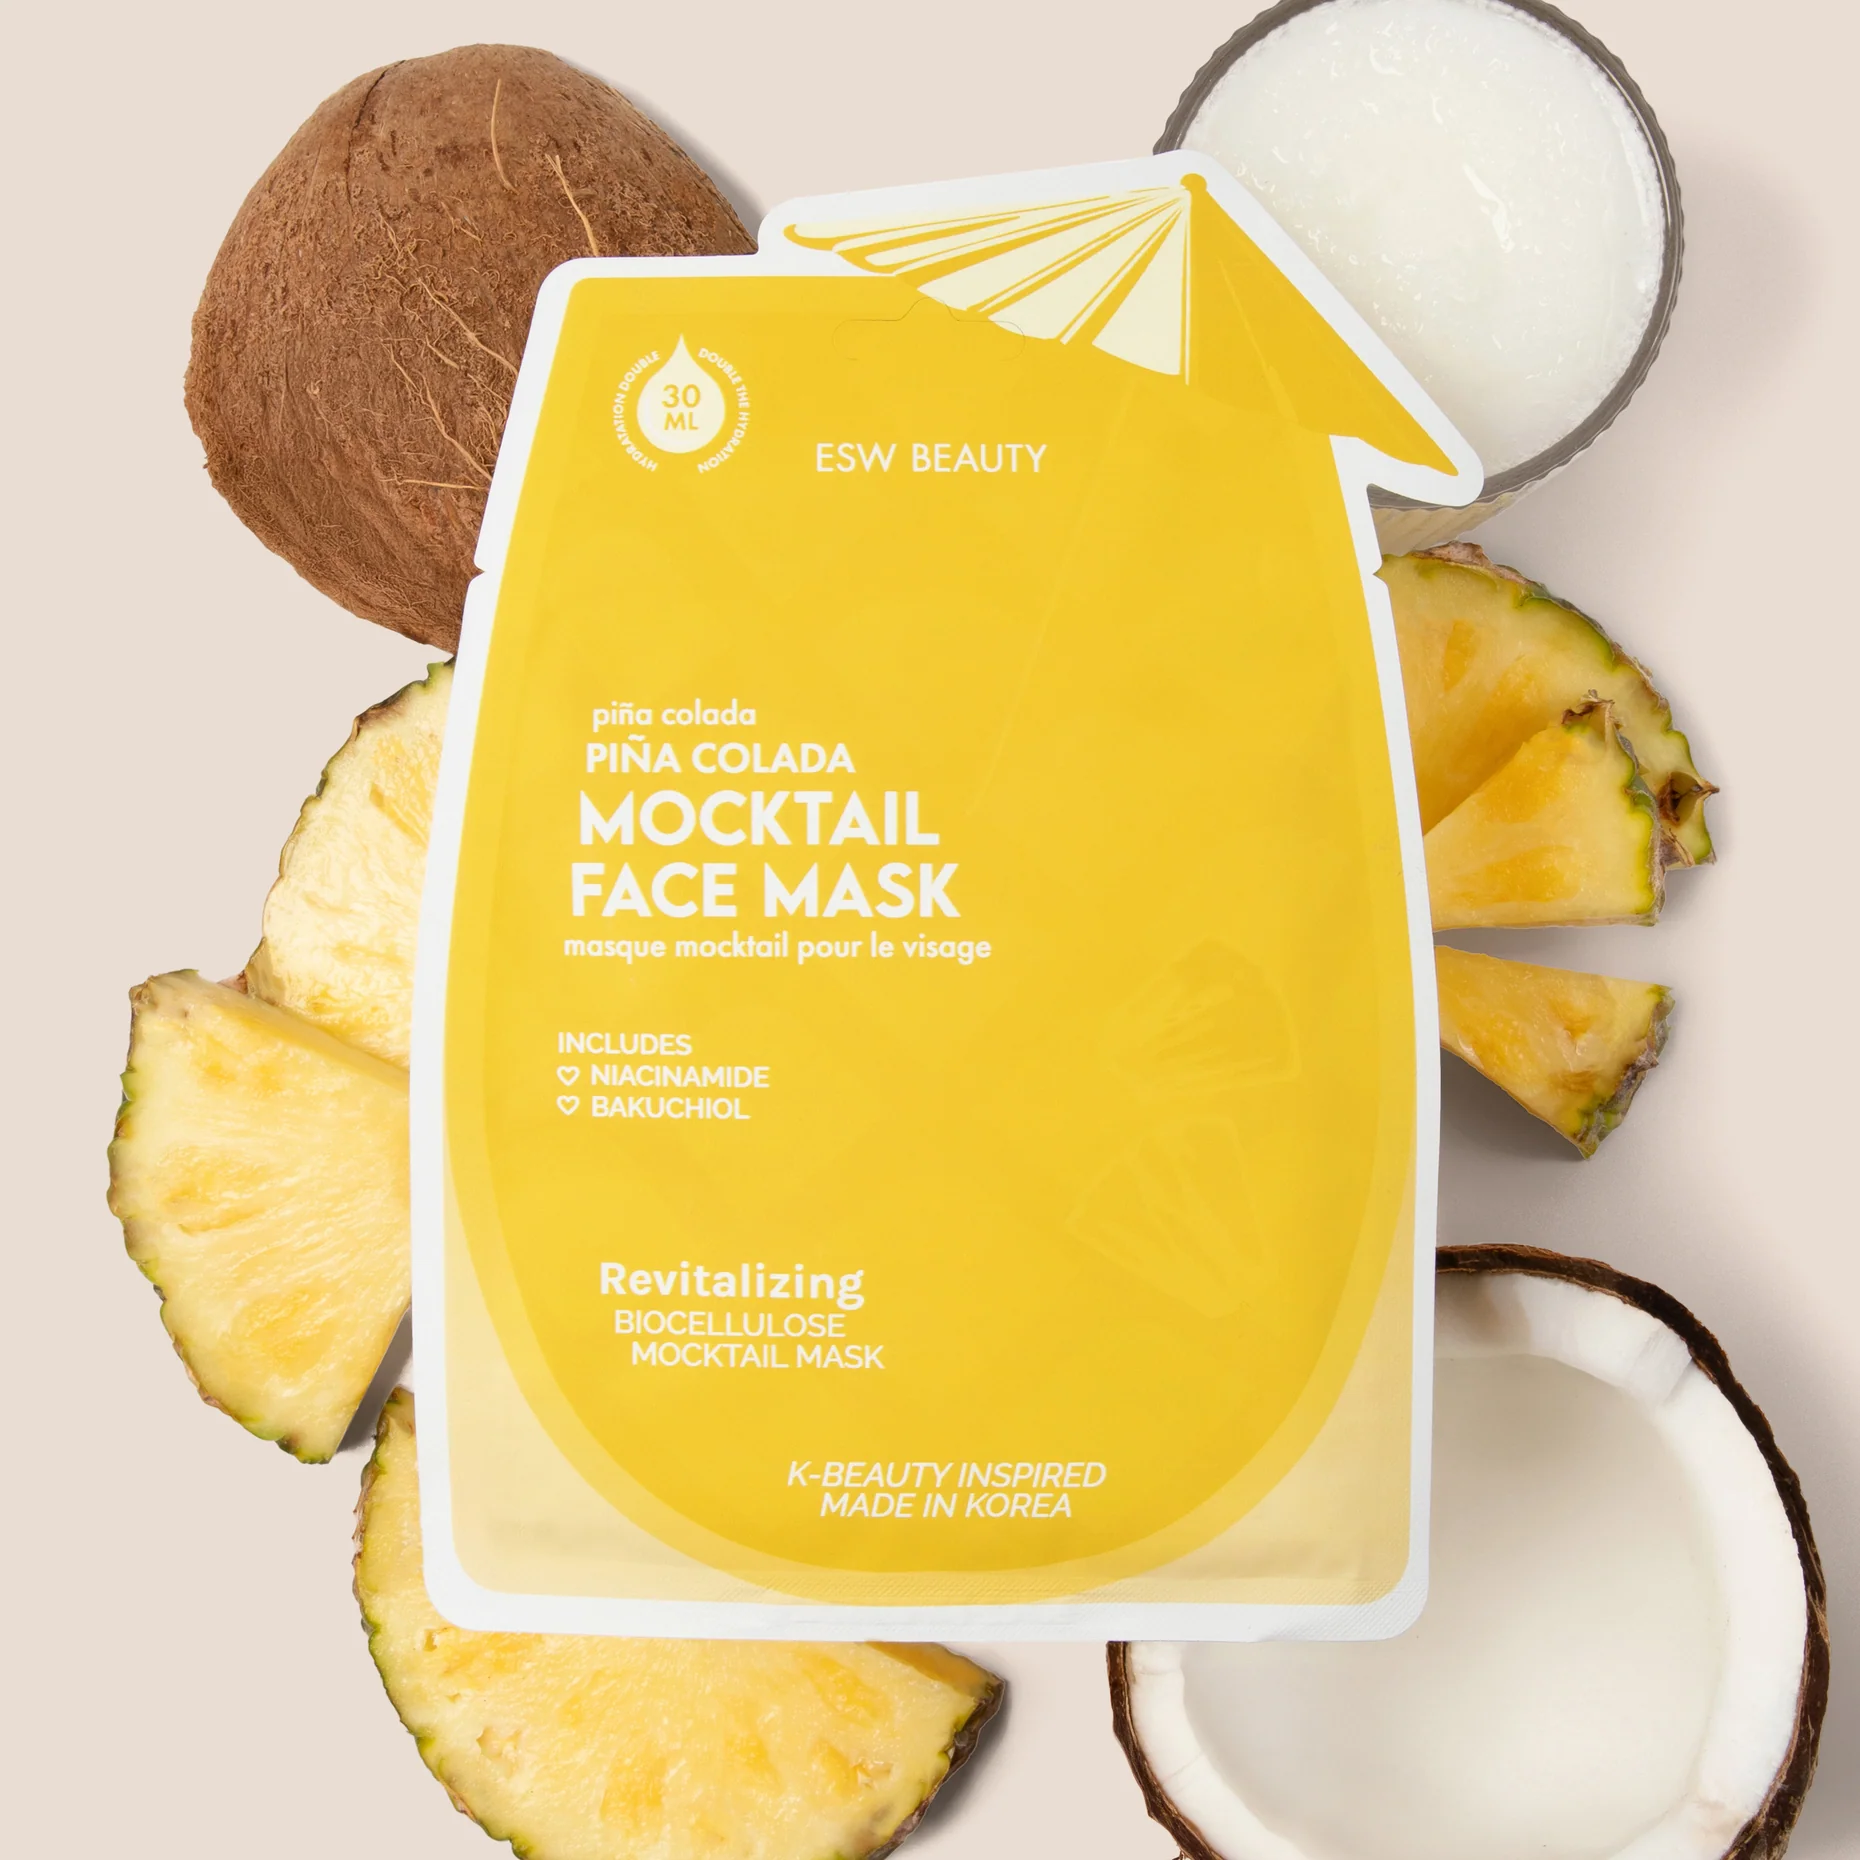 HYDRATATION DOUBLE
DOUBLE THE HYDRATION
30
ML
ESW BEAUTY
piña colada
PIÑA COLADA
MOCKTAIL
FACE MASK
masque mocktail pour le visage
INCLUDES
♡ NIACINAMIDE
♡ BAKUCHIOL
Revitalizing
BIOCELLULOSE
MOCKTAIL MASK
K-BEAUTY INSPIRED
MADE IN KOREA